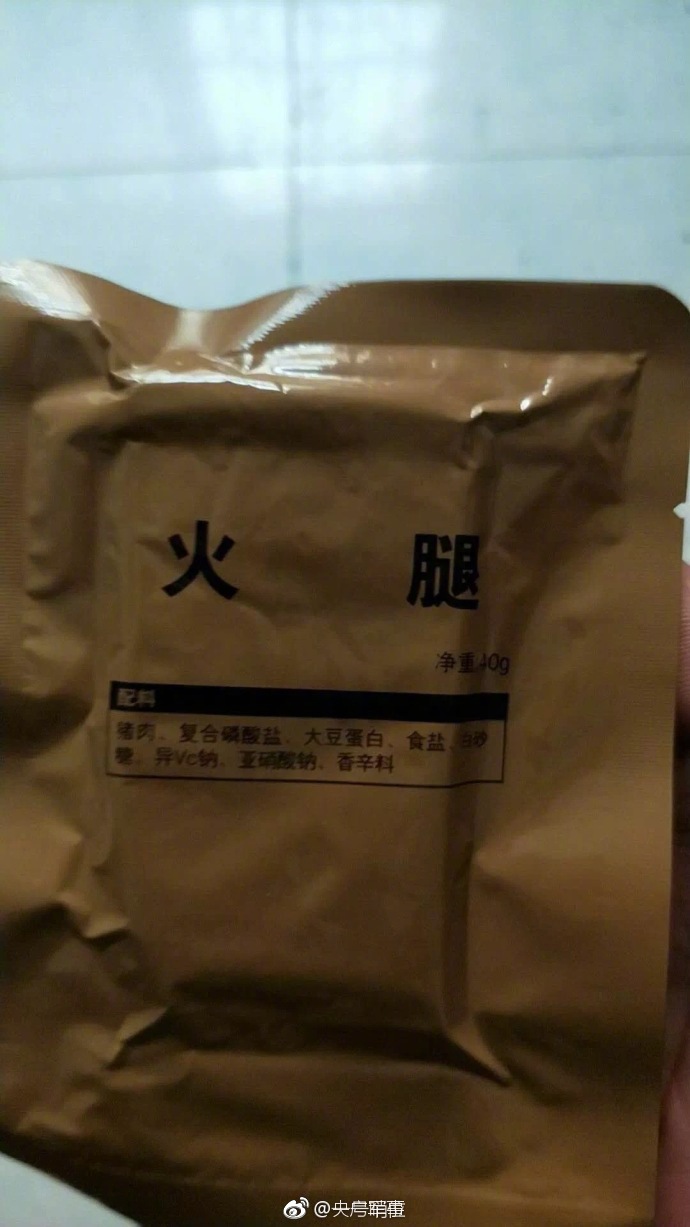 火 腿
净重40g
配料
猪肉、复合磷酸盐、大豆蛋白、食盐、白砂
糖、异Vc钠、亚硝酸钠、香辛料